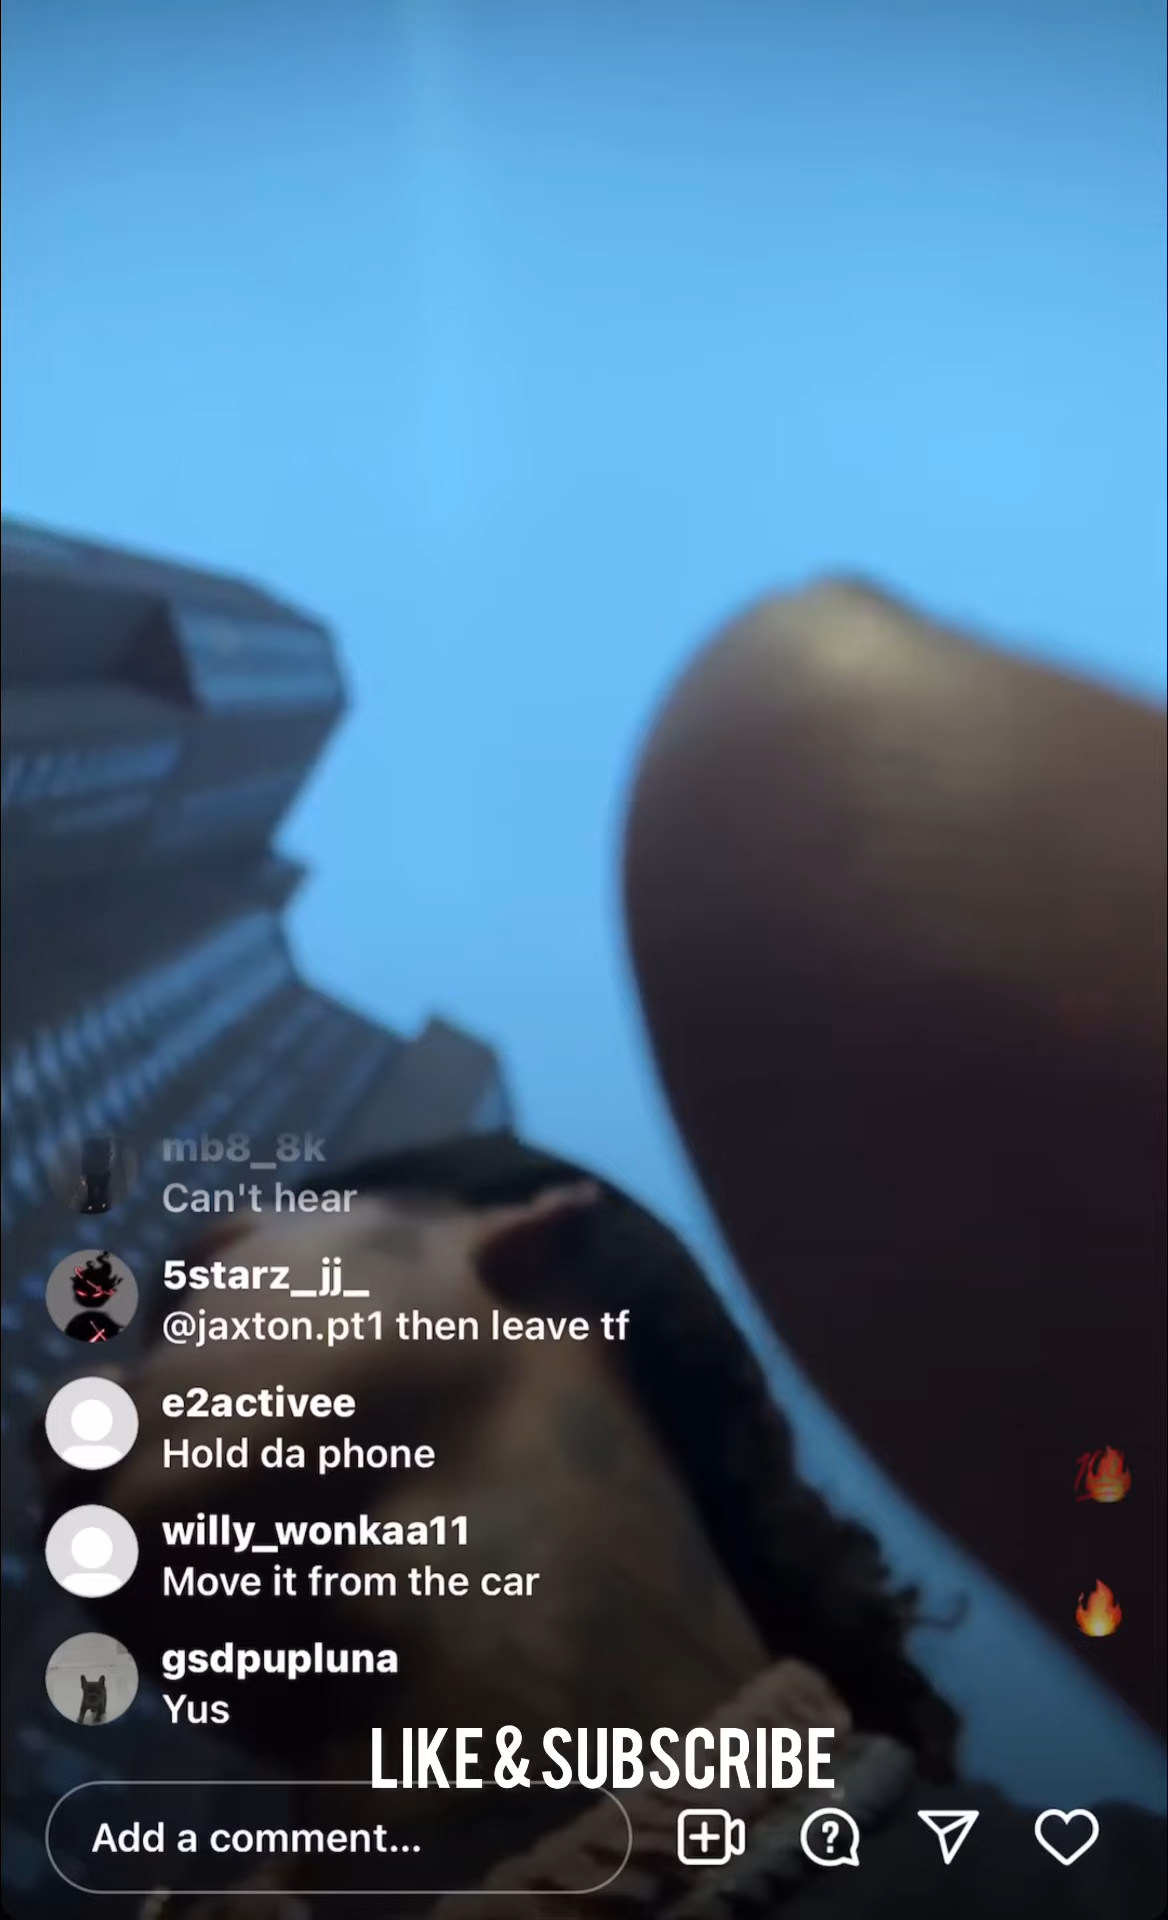 mb8_8k
Can't hear
5starz_jj_
@jaxton.pt1 then leave tf
e2activee
Hold da phone
willy_wonkaa11
Move it from the car
gsdpupluna
Yus
LIKE & SUBSCRIBE
Add a comment...